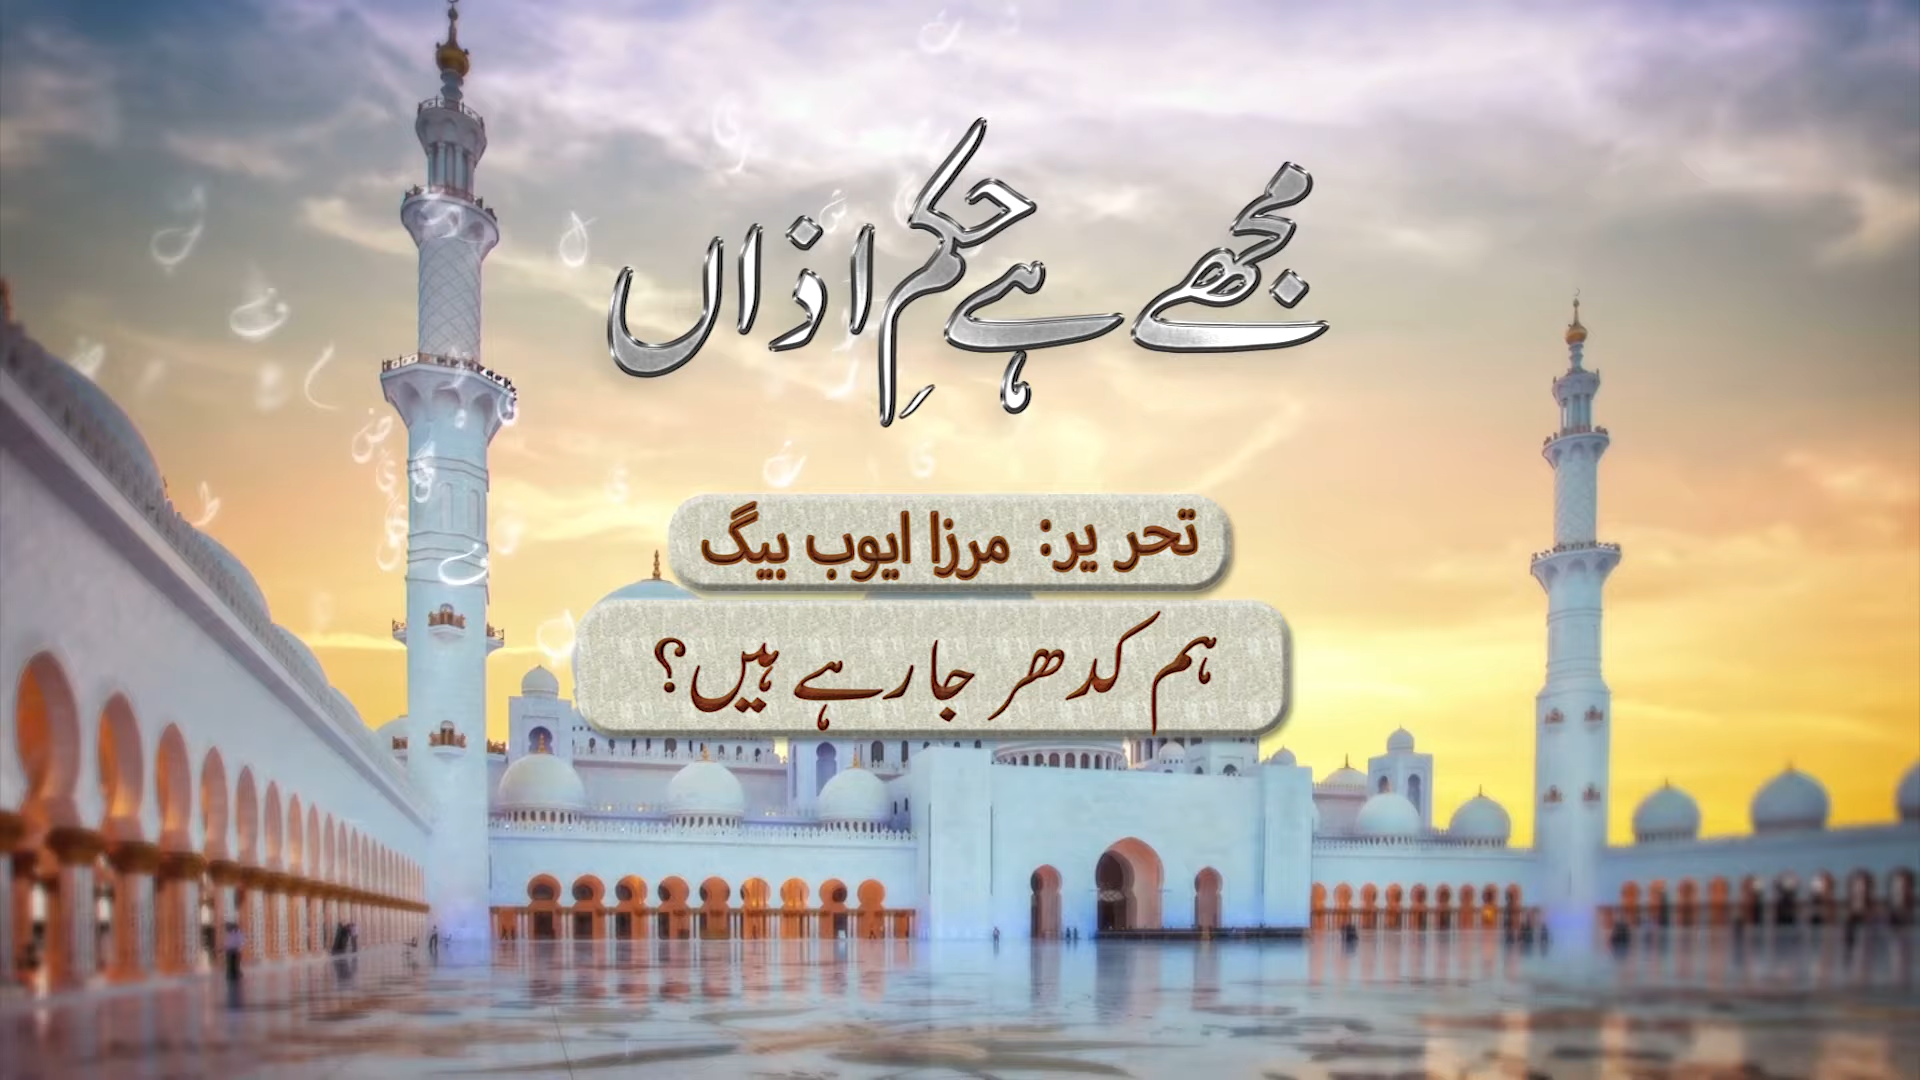 مجھے ہے حکمِ اذاں
تحریر: مرزا ایوب بیگ
ہم کدھر جا رہے ہیں؟